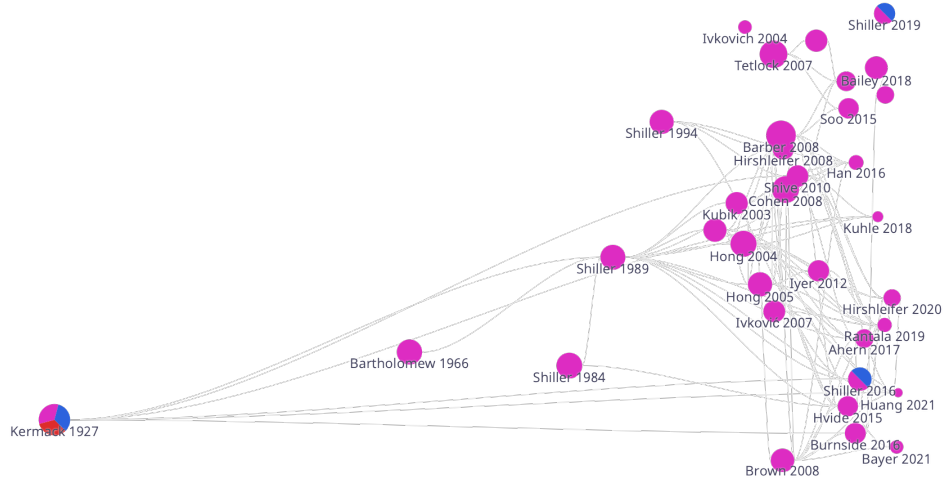 Shiller 2019
Ivkovich 2004
Tetlock 2007
Bailey 2018
Soo 2015
Shiller 1994
Barber 2008
Hirshleifer 2008
Han 2016
Shive 2010
Cohen 2008
Kubik 2003
Kuhle 2018
Hong 2004
Shiller 1989
Iyer 2012
Hong 2005
Hirshleifer 2020
Ivkovic 2007
Rantala 2019
Ahern 2017
Bartholomew 1966
Shiller 1984
Shiller 2016
Huang 2021
Hvide 2015
Kermack 1927
Burnside 2016
Bayer 2021
Brown 2008